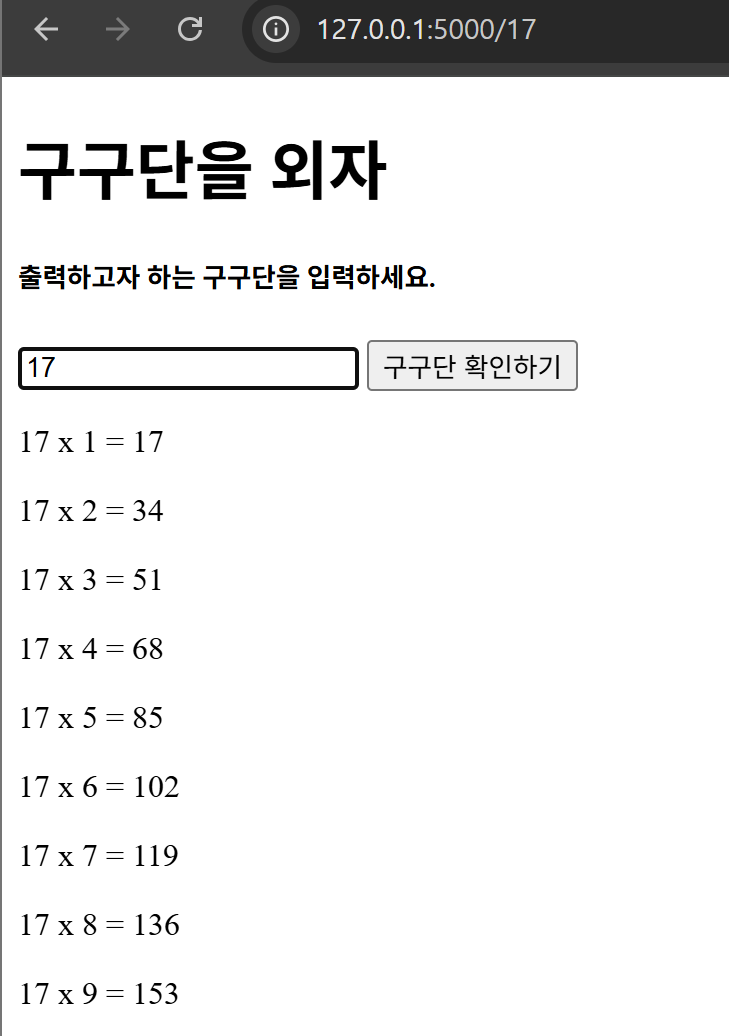 127.0.0.1:5000/17
구구단을 외자
출력하고자 하는 구구단을 입력하세요.
17 구구단 확인하기
17 x 1 = 17
17 x 2 = 34
17 x 3 = 51
17 x 4 = 68
17 x 5 = 85
17 x 6 = 102
17 x 7 = 119
17 x 8 = 136
17 x 9 = 153